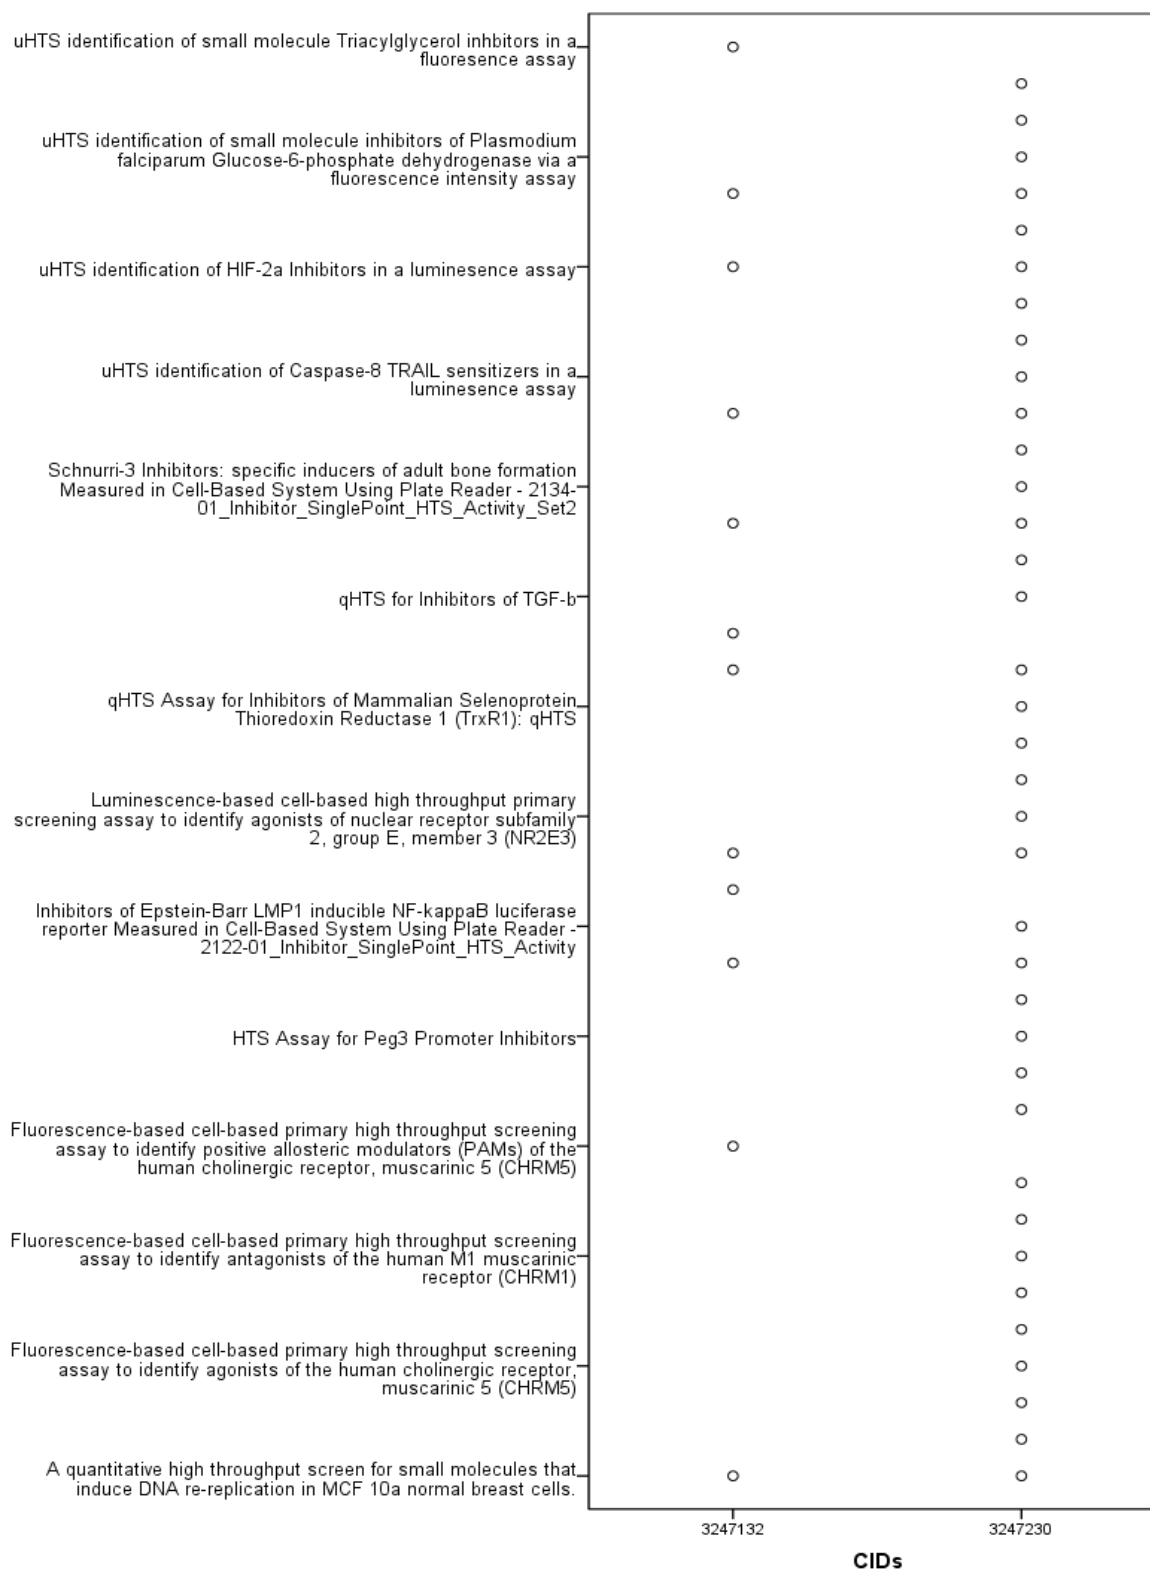 uHTS identification of small molecule Triacylglycerol inhbitors in a
fluoresence assay
uHTS identification of small molecule inhibitors of Plasmodium
falciparum Glucose-6-phosphate dehydrogenase via a
fluorescence intensity assay
uHTS identification of HIF-2a Inhibitors in a luminesence assay
uHTS identification of Caspase-8 TRAIL sensitizers in a
luminesence assay
Schnurri-3 Inhibitors: specific inducers of adult bone formation
Measured in Cell-Based System Using Plate Reader - 2134-
01_Inhibitor_SinglePoint_HTS_Activity_Set2
qHTS for Inhibitors of TGF-b
qHTS Assay for Inhibitors of Mammalian Selenoprotein
Thioredoxin Reductase 1 (TrxR1): qHTS
Luminescence-based cell-based high throughput primary
screening assay to identify agonists of nuclear receptor subfamily
2, group E, member 3 (NR2E3)
Inhibitors of Epstein-Barr LMP1 inducible NF-kappaB luciferase
reporter Measured in Cell-Based System Using Plate Reader -
2122-01_Inhibitor_SinglePoint_HTS_Activity
HTS Assay for Peg3 Promoter Inhibitors
Fluorescence-based cell-based primary high throughput screening
assay to identify positive allosteric modulators (PAMs) of the
human cholinergic receptor, muscarinic 5 (CHRM5)
Fluorescence-based cell-based primary high throughput screening
assay to identify antagonists of the human M1 muscarinic
receptor (CHRM1)
Fluorescence-based cell-based primary high throughput screening
assay to identify agonists of the human cholinergic receptor,
muscarinic 5 (CHRM5)
A quantitative high throughput screen for small molecules that
induce DNA re-replication in MCF 10a normal breast cells.
3247132 3247230
CIDs